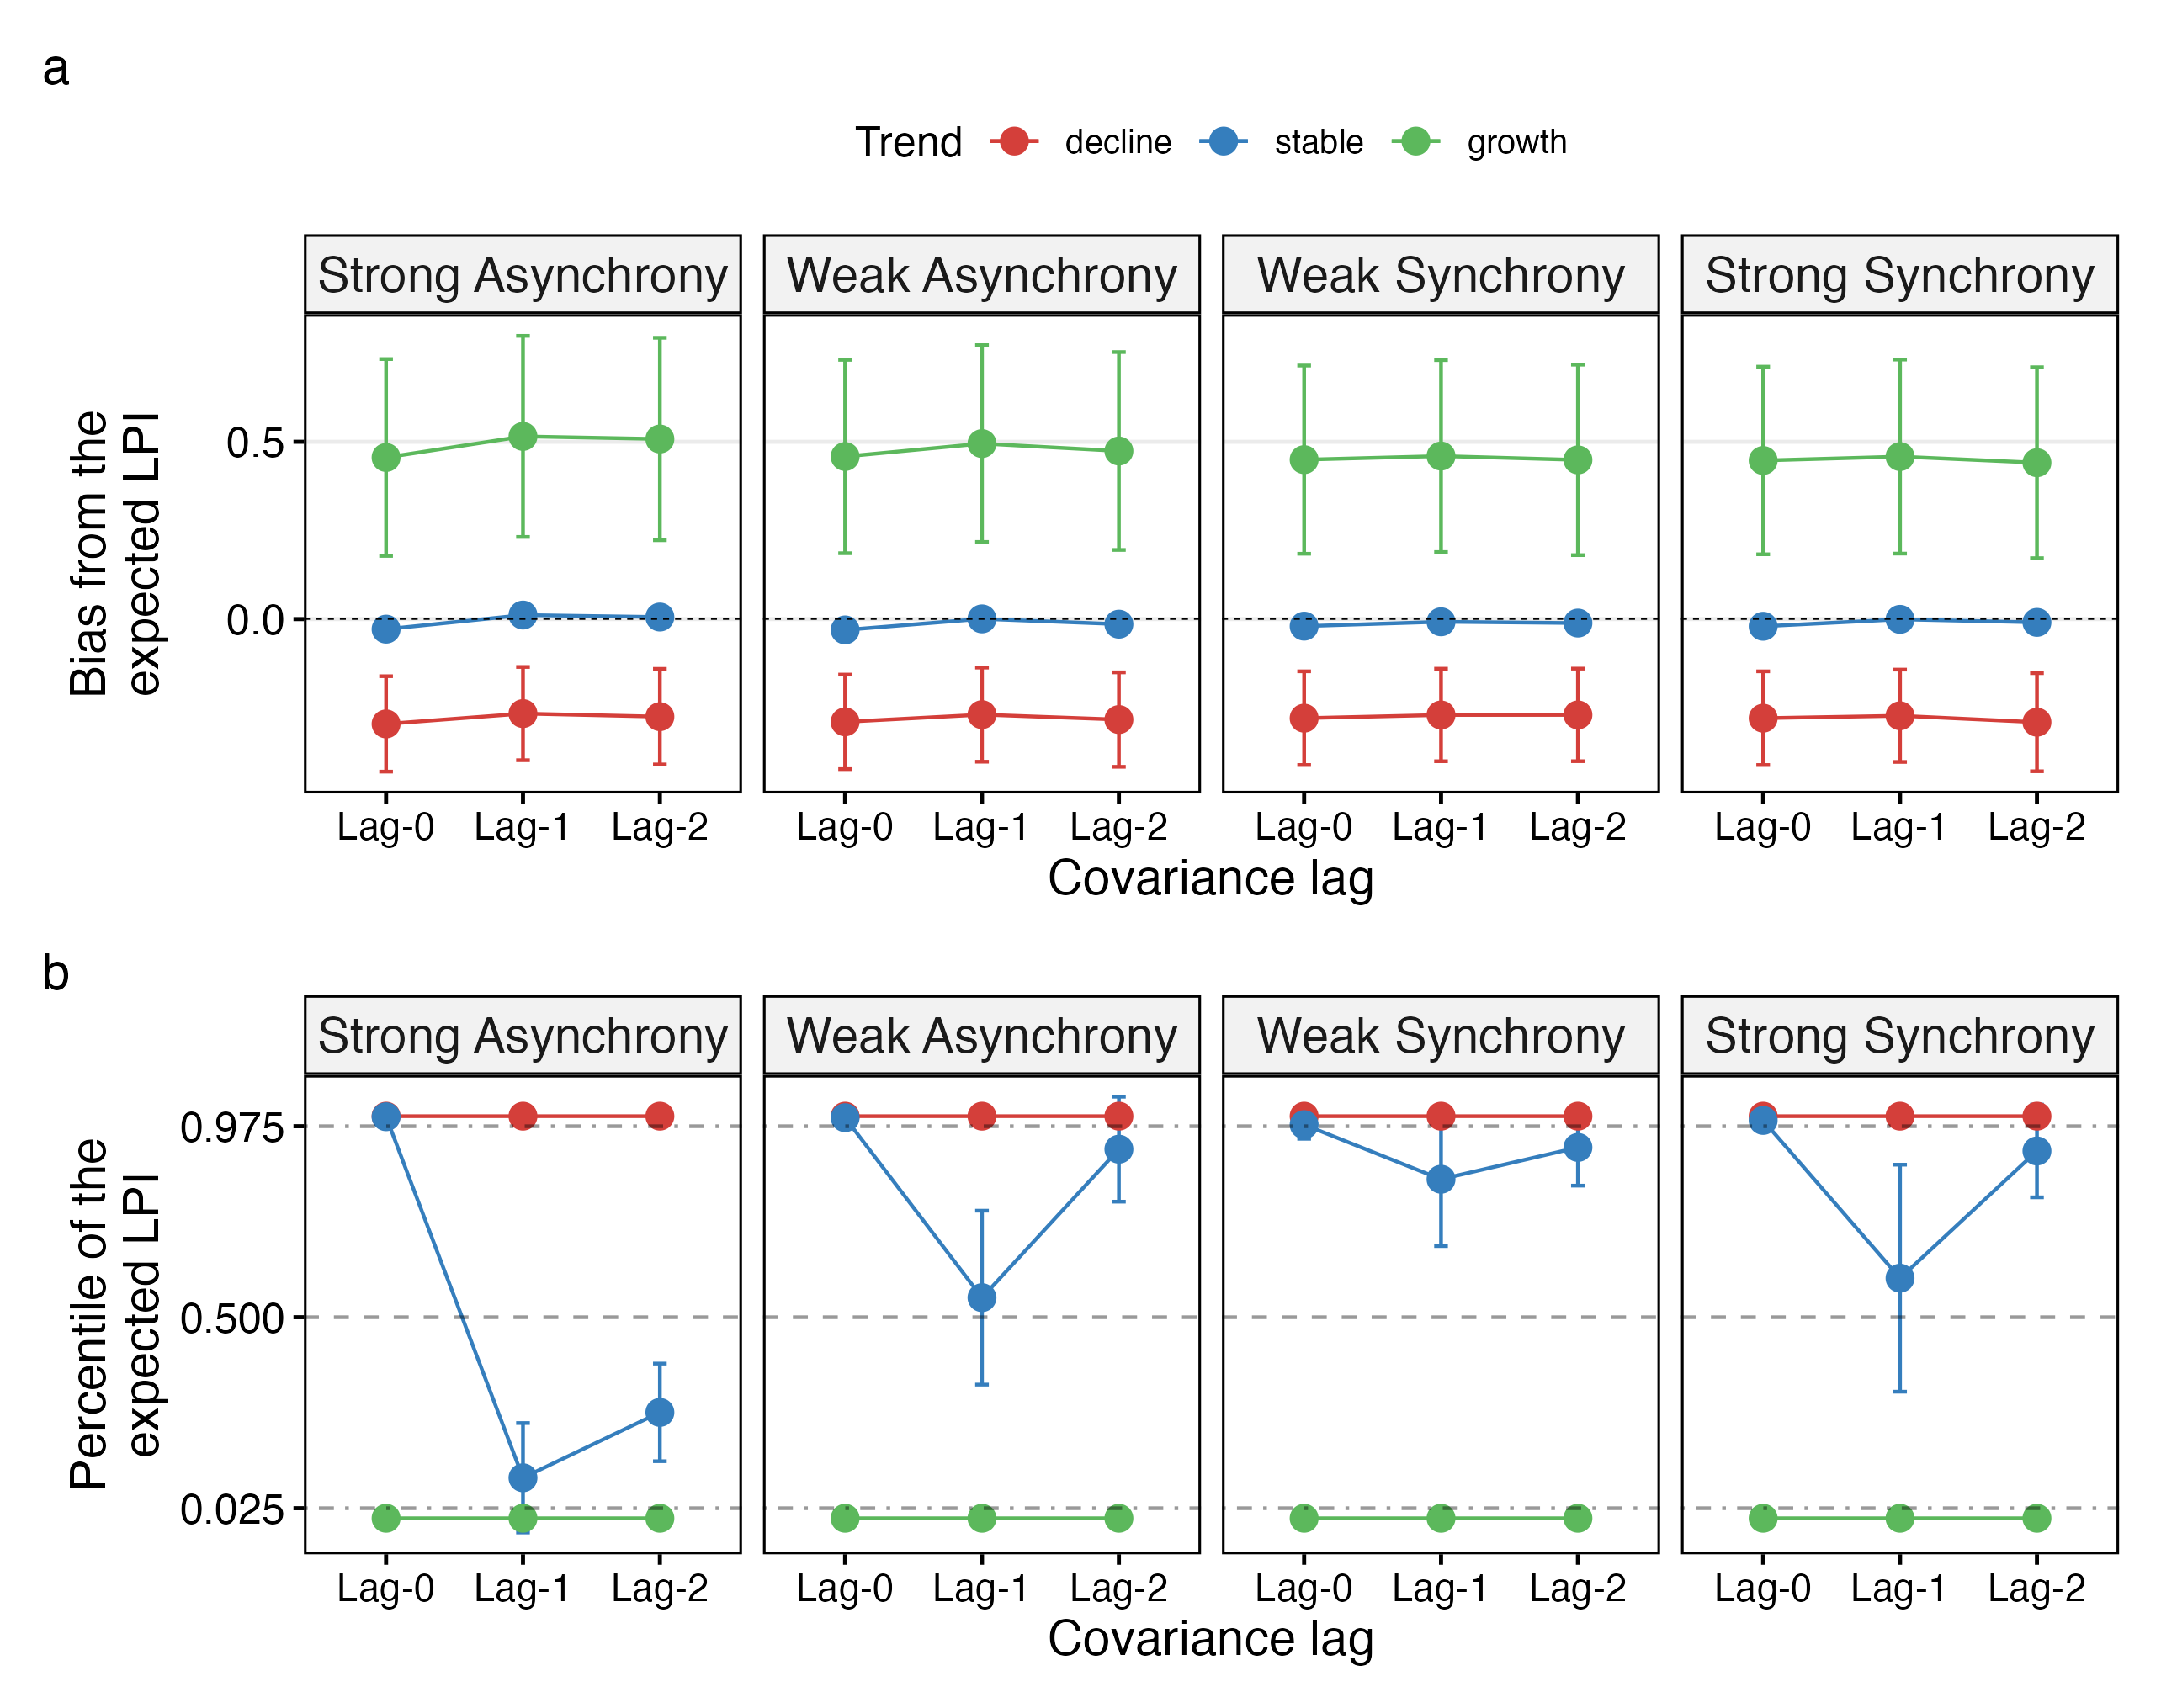 a
Trend decline stable growth
Strong Asynchrony Weak Asynchrony Weak Synchrony Strong Synchrony
Bias from the
expected LPI
0.5
0.0
Lag-0 Lag-1 Lag-2 Lag-0 Lag-1 Lag-2 Lag-0 Lag-1 Lag-2 Lag-0 Lag-1 Lag-2
Covariance lag
b
Strong Asynchrony Weak Asynchrony Weak Synchrony Strong Synchrony
Percentile of the
expected LPI
0.975
0.500
0.025
Lag-0 Lag-1 Lag-2 Lag-0 Lag-1 Lag-2 Lag-0 Lag-1 Lag-2 Lag-0 Lag-1 Lag-2
Covariance lag